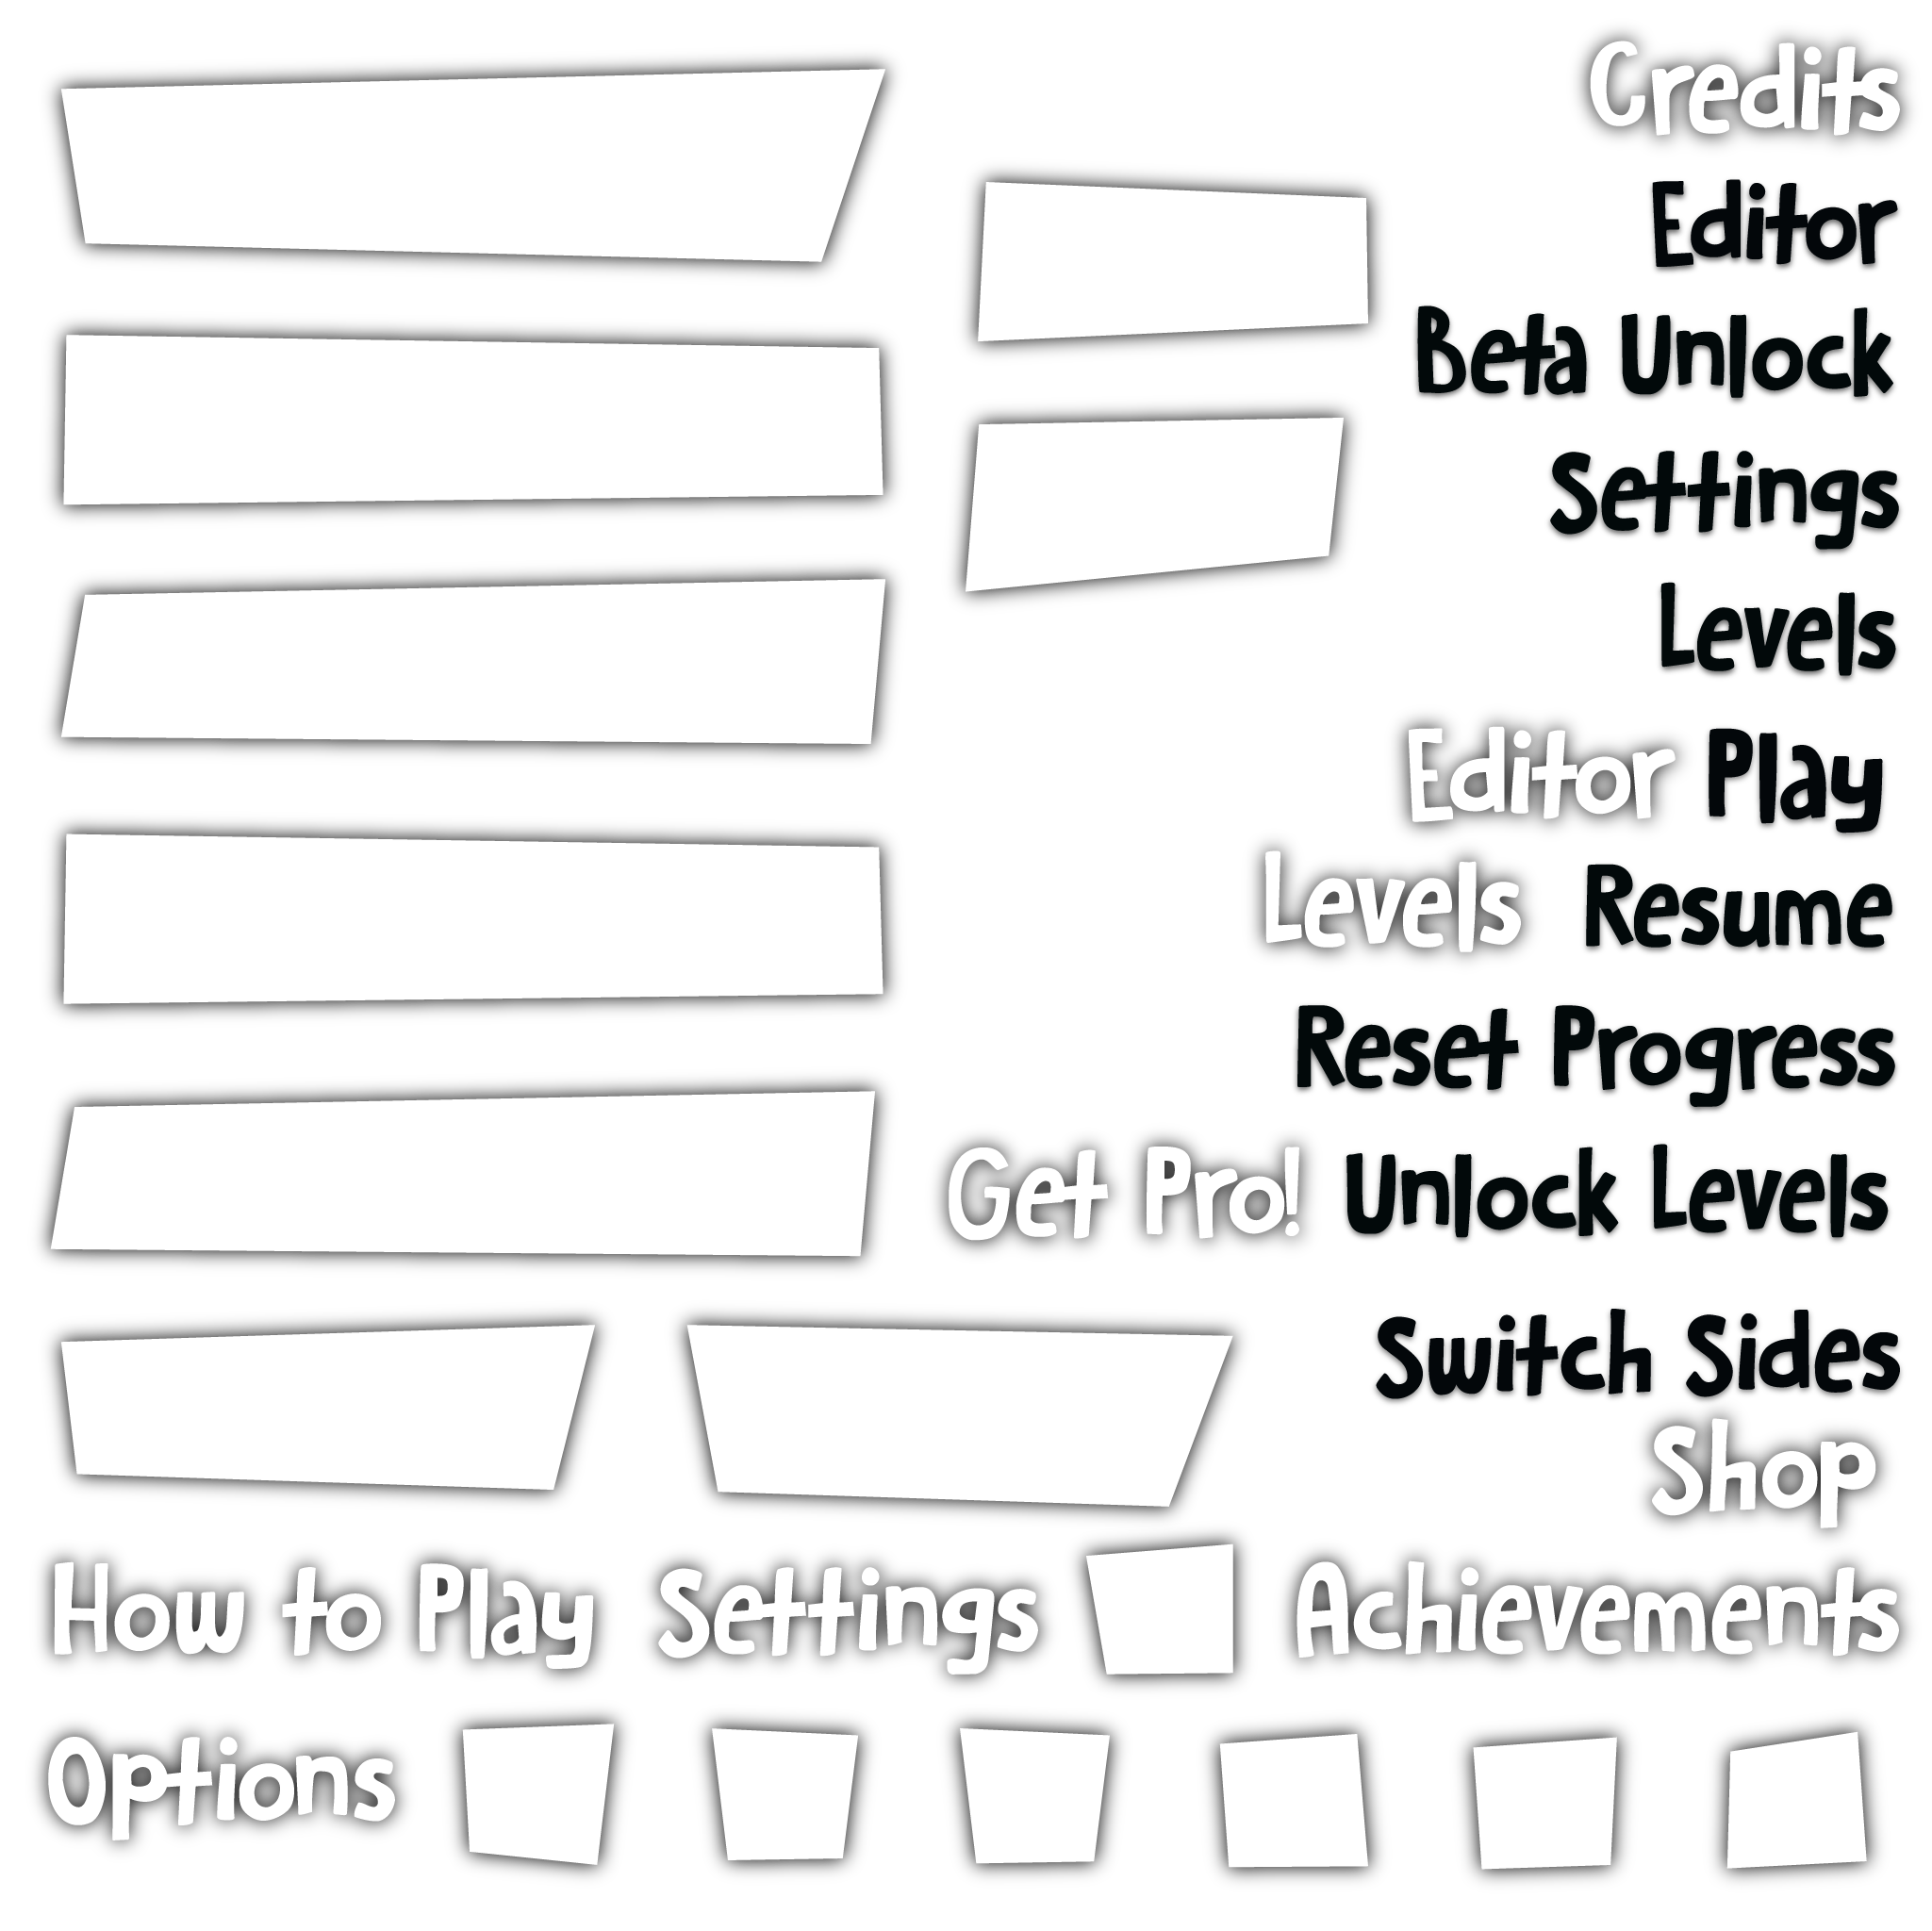 Credits
Editor
Beta Unlock
Settings
Levels
Editor Play
Levels Resume
Reset Progress
Get Pro! Unlock Levels
Switch Sides
Shop
How to Play Settings Achievements
Options